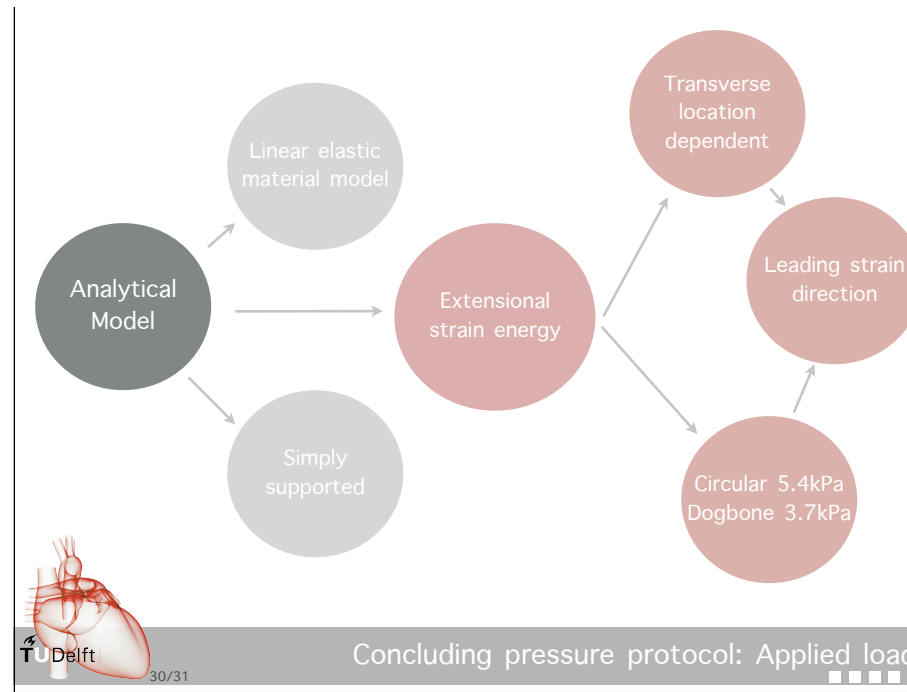 Transverse
location
dependent
Linear elastic
material model
Leading strain
direction
Analytical
Model
Extensional
strain energy
Simply
supported
Circular 5.4kPa
Dogbone 3.7kPa
TUDelft
30/31
Concluding pressure protocol: Applied load